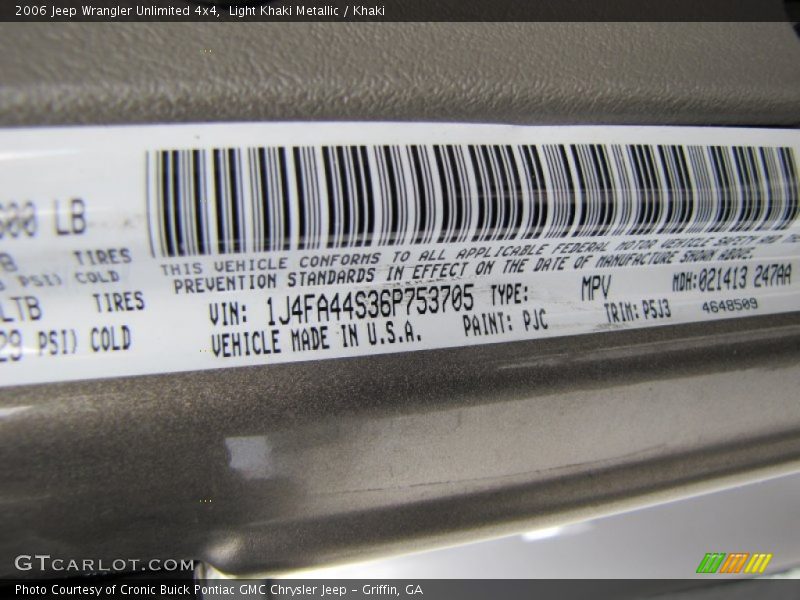 2006 Jeep Wrangler Unlimited 4x4, Light Khaki Metallic / Khaki
600 LB
TIRES
PSI) COLD
LTB TIRES
29 PSI) COLD
THIS VEHICLE CONFORMS TO ALL APPLICABLE FEDERAL MOTOR VEHICLE SAFETY AND
PREVENTION STANDARDS IN EFFECT ON THE DATE OF MANUFACTURE SHOWN ABOVE.
VIN: 1J4FA44S36P753705 TYPE: MPV MDH:021413 247AA
VEHICLE MADE IN U.S.A. PAINT: PJC TRIM: P5J3 4648509
GTCARLOT.COM
Photo Courtesy of Cronic Buick Pontiac GMC Chrysler Jeep - Griffin, GA